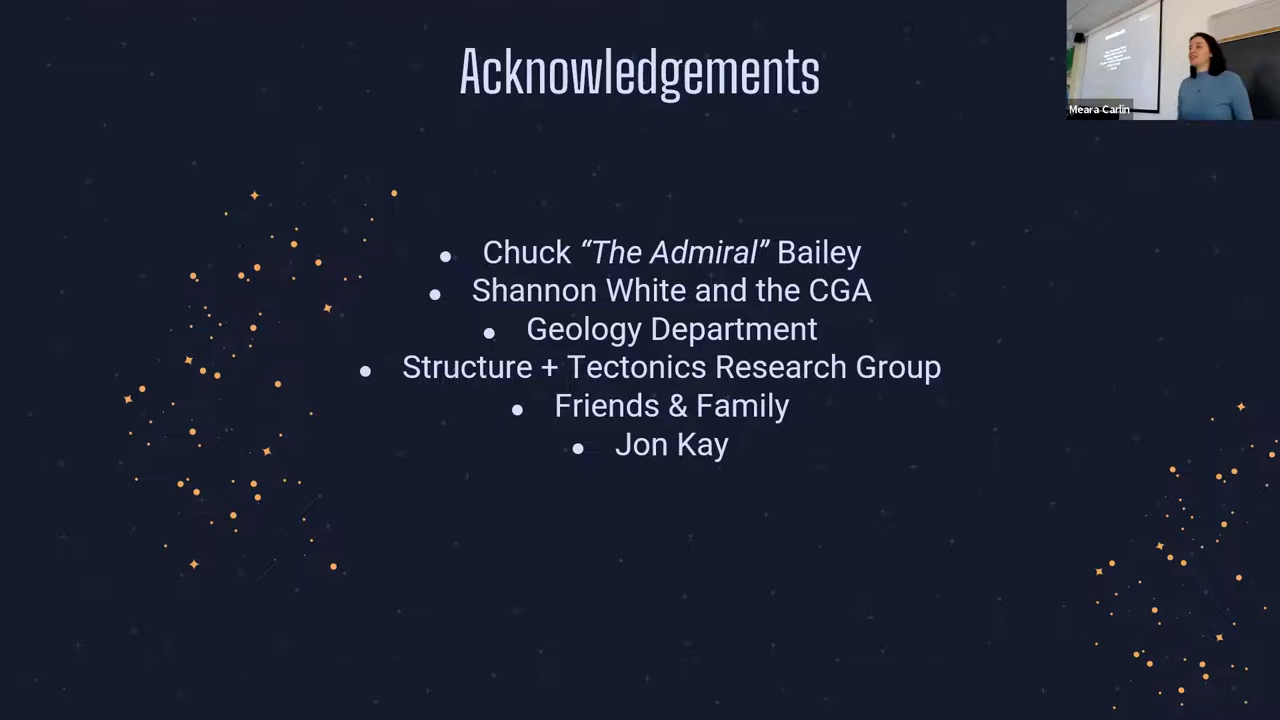 Acknowledgements
Meara Carlin
● Chuck “The Admiral” Bailey
● Shannon White and the CGA
● Geology Department
● Structure + Tectonics Research Group
● Friends & Family
● Jon Kay